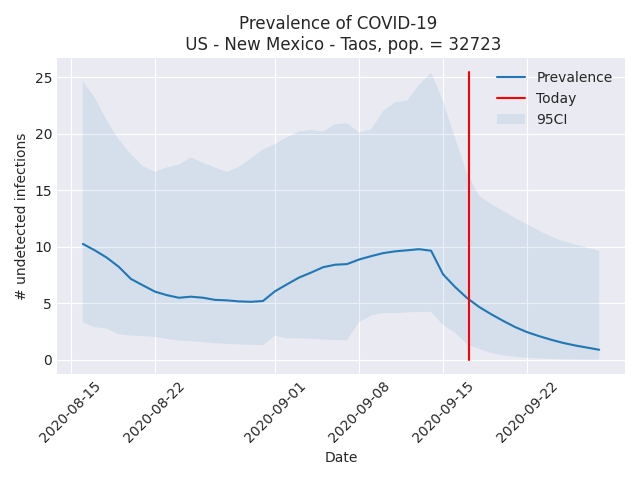 Prevalence of COVID-19
US - New Mexico - Taos, pop. = 32723
# undetected infections
25
20
15
10
5
0
Prevalence
Today
95CI
2020-08-15
2020-08-22
2020-09-01
2020-09-08
2020-09-15
2020-09-22
Date